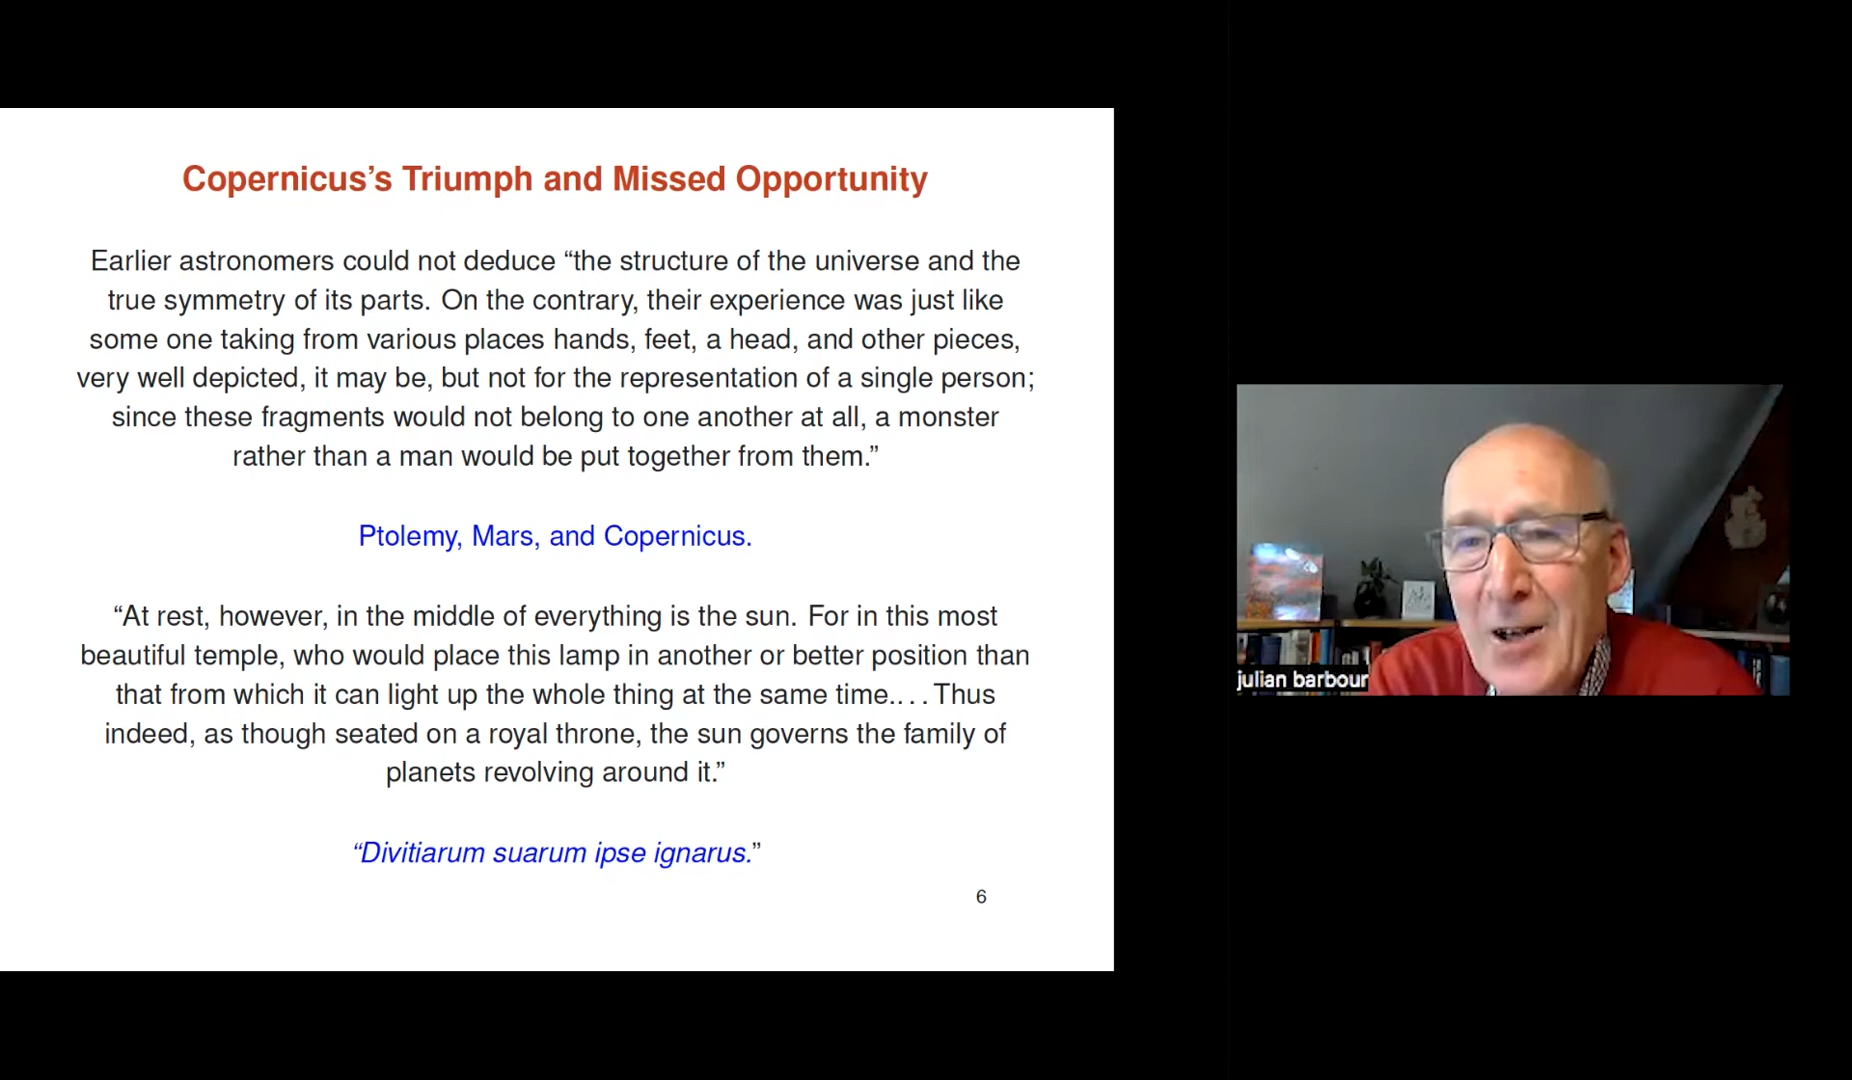 Copernicus’s Triumph and Missed Opportunity
Earlier astronomers could not deduce “the structure of the universe and the
true symmetry of its parts. On the contrary, their experience was just like
some one taking from various places hands, feet, a head, and other pieces,
very well depicted, it may be, but not for the representation of a single person;
since these fragments would not belong to one another at all, a monster
rather than a man would be put together from them.”
Ptolemy, Mars, and Copernicus.
“At rest, however, in the middle of everything is the sun. For in this most
beautiful temple, who would place this lamp in another or better position than
that from which it can light up the whole thing at the same time.... Thus
indeed, as though seated on a royal throne, the sun governs the family of
planets revolving around it.”
“Divitiarum suarum ipse ignarus.”
6
julian barbour